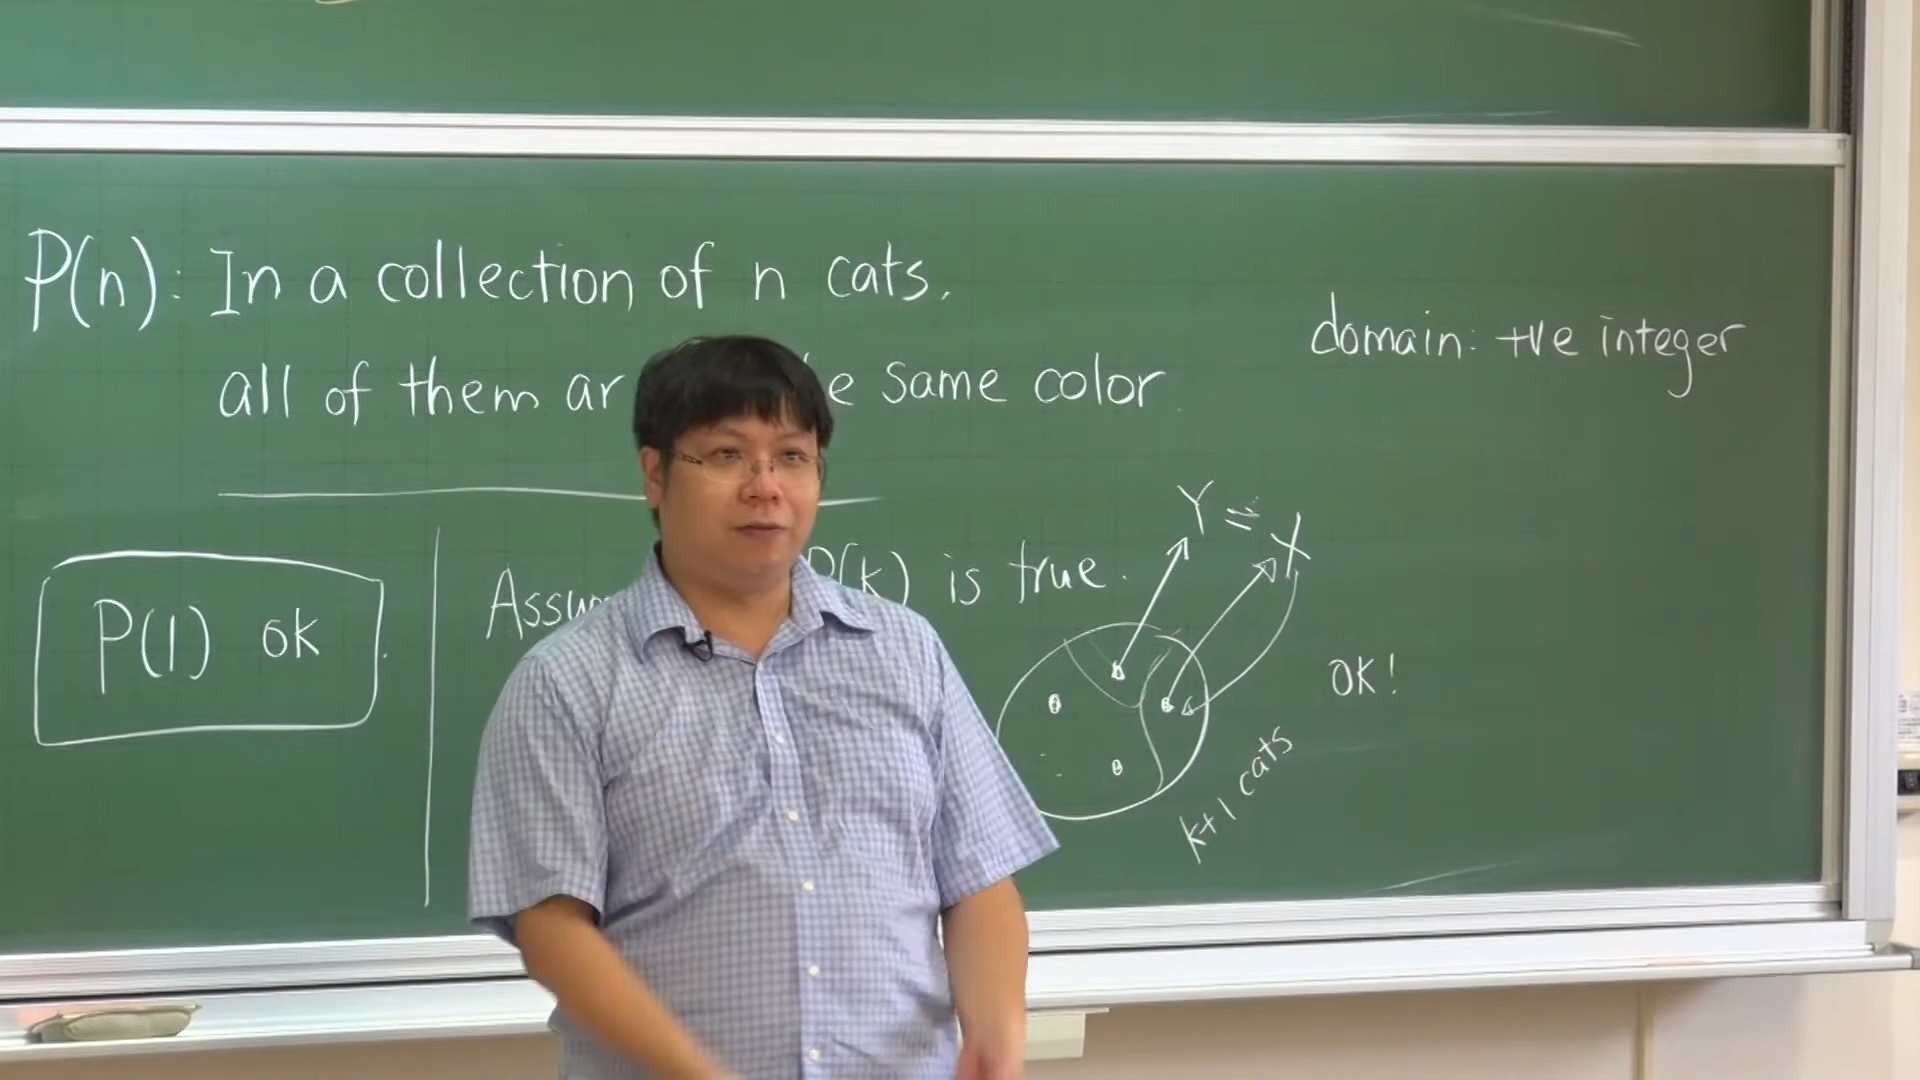 P(n): In a collection of n cats,
all of them ar e same color.
domain: +ve integer
P(1) ok.
Assum P(k) is true.
Y = X
OK!
k+1 cats